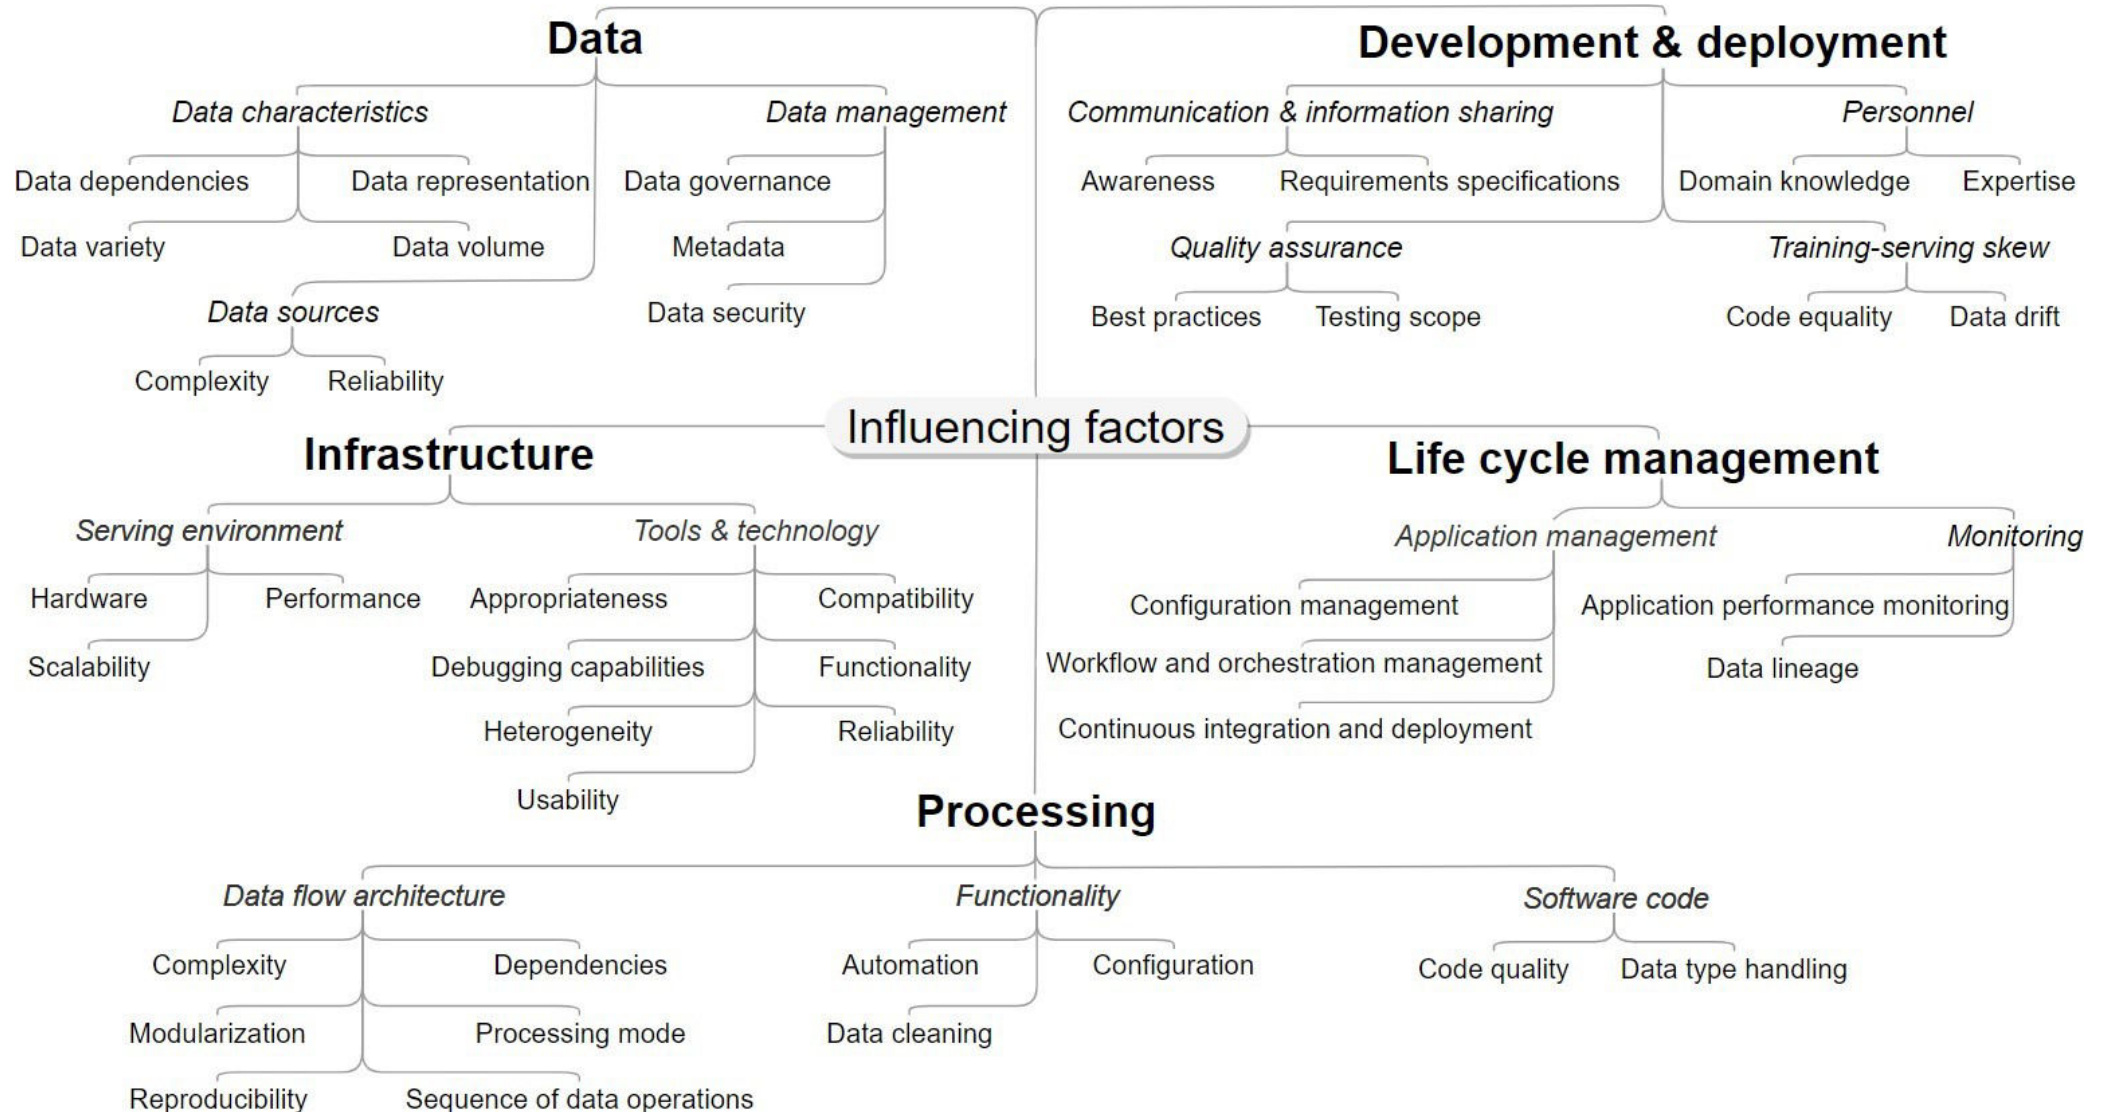 Data
Development & deployment
Data characteristics
Data management
Communication & information sharing
Personnel
Data dependencies
Data representation
Data governance
Awareness
Requirements specifications
Domain knowledge
Expertise
Data variety
Data volume
Metadata
Quality assurance
Training-serving skew
Data sources
Data security
Best practices
Testing scope
Code equality
Data drift
Complexity
Reliability
Influencing factors
Infrastructure
Life cycle management
Serving environment
Tools & technology
Application management
Monitoring
Hardware
Performance
Appropriateness
Compatibility
Configuration management
Application performance monitoring
Scalability
Debugging capabilities
Functionality
Workflow and orchestration management
Data lineage
Heterogeneity
Reliability
Continuous integration and deployment
Usability
Processing
Data flow architecture
Functionality
Software code
Complexity
Dependencies
Automation
Configuration
Code quality
Data type handling
Modularization
Processing mode
Data cleaning
Reproducibility
Sequence of data operations